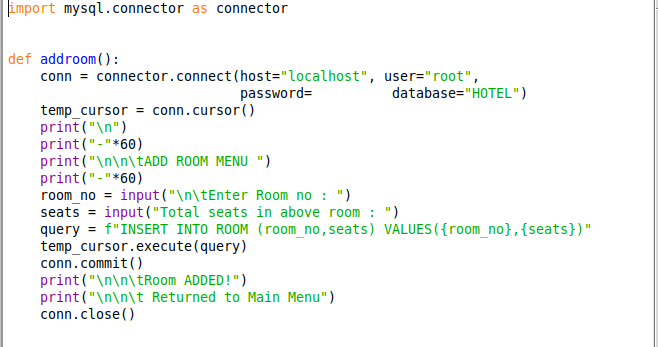 import mysql.connector as connector
def addroom():
    conn = connector.connect(host="localhost", user="root",
                             password=          database="HOTEL")
    temp_cursor = conn.cursor()
    print("\n")
    print("-"*60)
    print("\n\n\tADD ROOM MENU ")
    print("-"*60)
    room_no = input("\n\tEnter Room no : ")
    seats = input("Total seats in above room : ")
    query = f"INSERT INTO ROOM (room_no,seats) VALUES({room_no},{seats})"
    temp_cursor.execute(query)
    conn.commit()
    print("\n\n\tRoom ADDED!")
    print("\n\n\t Returned to Main Menu")
    conn.close()